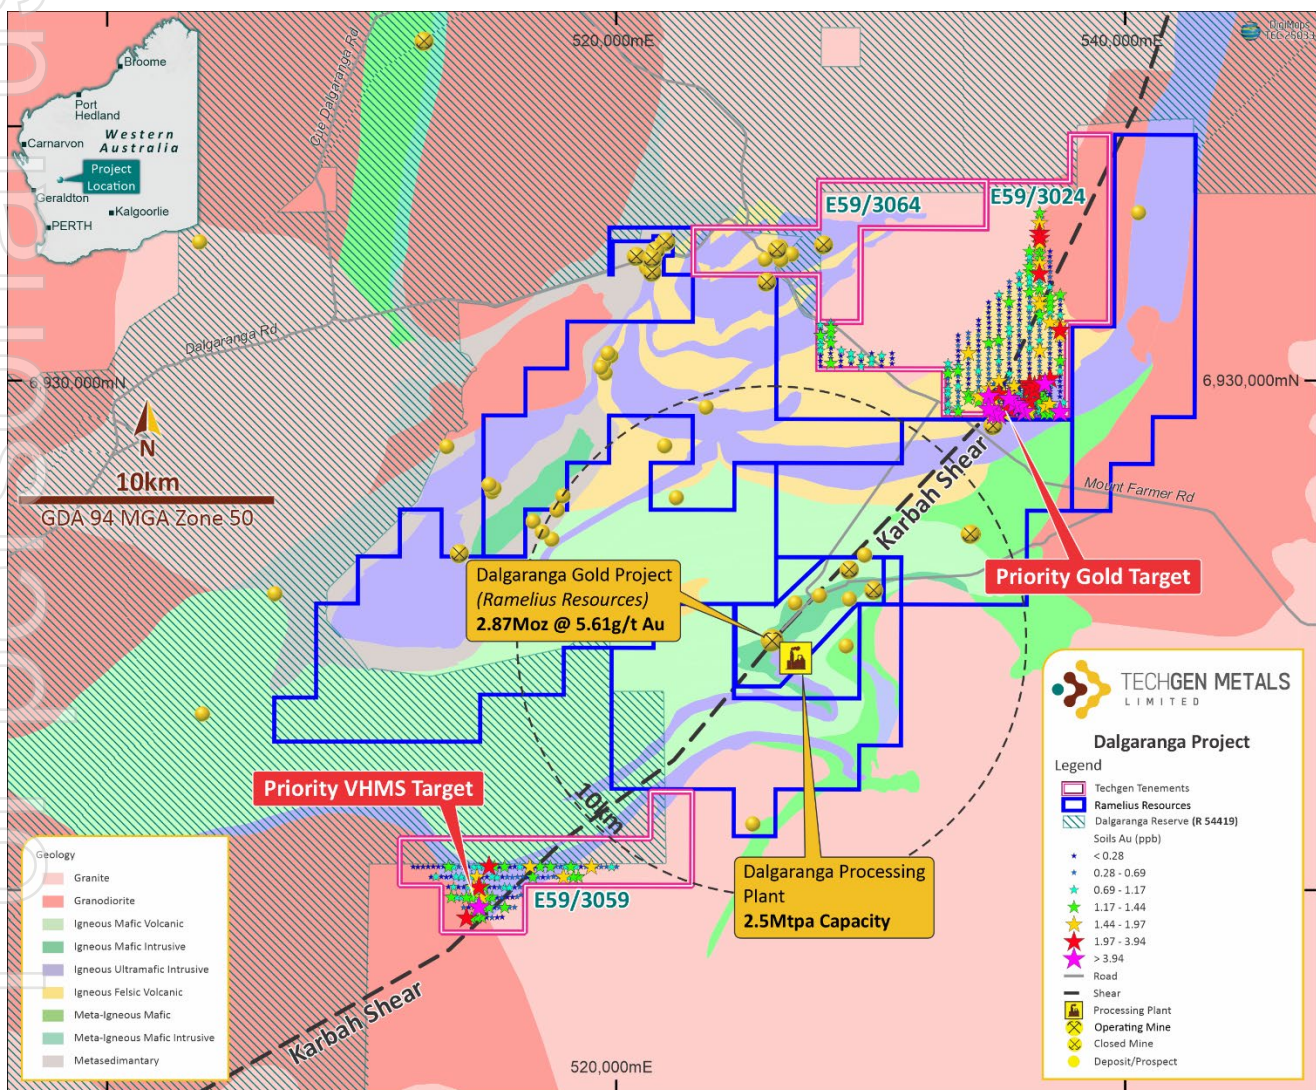 520,000mE
540,000mE
DigiMaps
TEC 25033
Broome
Port
Hedland
Western
Australia
Carnarvon
Project
Location
Geraldton
Kalgoorlie
PERTH
Cue Dalgaranga Rd
Dalgaranga Rd
E59/3064
E59/3024
6,930,000mN
6,930,000mN
N
10km
GDA 94 MGA Zone 50
Karbah Shear
Mount Farmer Rd
Priority Gold Target
Dalgaranga Gold Project
(Ramelius Resources)
2.87Moz @ 5.61g/t Au
Priority VHMS Target
10km
E59/3059
Dalgaranga Processing
Plant
2.5Mtpa Capacity
Karbah Shear
520,000mE
Geology
Granite
Granodiorite
Igneous Mafic Volcanic
Igneous Mafic Intrusive
Igneous Ultramafic Intrusive
Igneous Felsic Volcanic
Meta-Igneous Mafic
Meta-Igneous Mafic Intrusive
Metasedimantary
TECHGEN METALS
LIMITED
Dalgaranga Project
Legend
Techgen Tenements
Ramelius Resources
Dalgaranga Reserve (R 54419)
Soils Au (ppb)
< 0.28
0.28 - 0.69
0.69 - 1.17
1.17 - 1.44
1.44 - 1.97
1.97 - 3.94
> 3.94
Road
Shear
Processing Plant
Operating Mine
Closed Mine
Deposit/Prospect